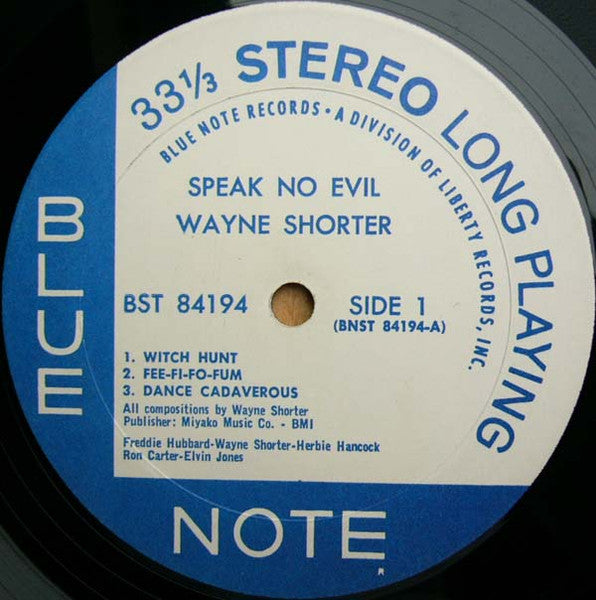 33⅓ STEREO LONG PLAYING
BLUE NOTE RECORDS • A DIVISION OF LIBERTY RECORDS, INC.
SPEAK NO EVIL
WAYNE SHORTER
BST 84194
SIDE 1
(BNST 84194-A)
1. WITCH HUNT
2. FEE-FI-FO-FUM
3. DANCE CADAVEROUS
All compositions by Wayne Shorter
Publisher: Miyako Music Co. - BMI
Freddie Hubbard-Wayne Shorter-Herbie Hancock
Ron Carter-Elvin Jones
BLUE
NOTE
R